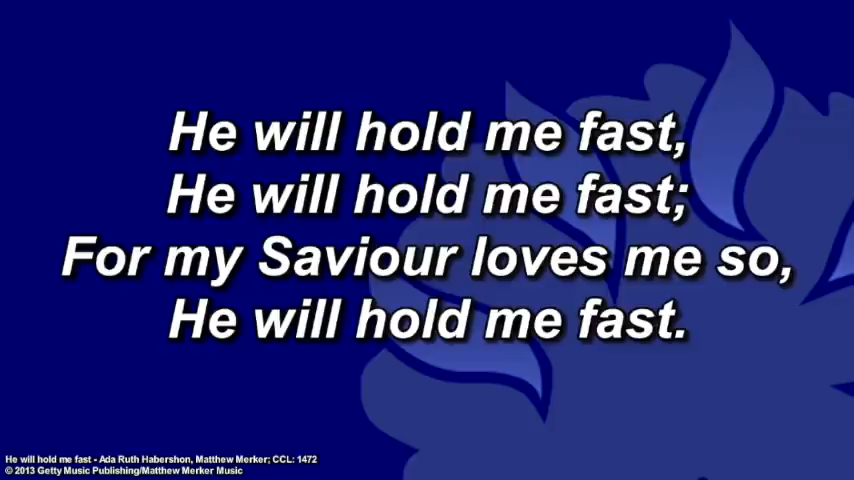 He will hold me fast,
He will hold me fast;
For my Saviour loves me so,
He will hold me fast.
He will hold me fast - Ada Ruth Habershon, Matthew Merker; CCL: 1472
© 2013 Getty Music Publishing/Matthew Merker Music